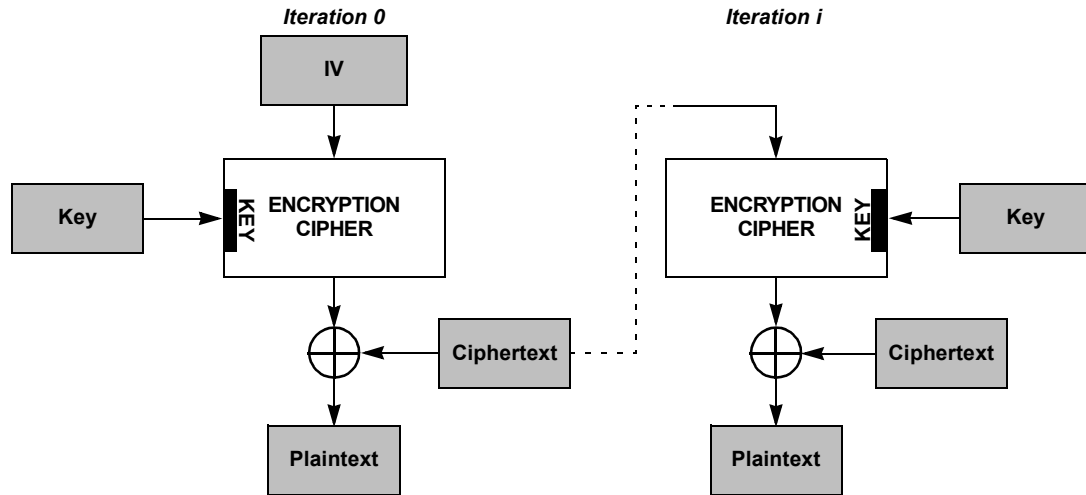 Iteration 0
Iteration i
IV
Key
KEY
ENCRYPTION
CIPHER
ENCRYPTION
CIPHER
KEY
Key
Ciphertext
Ciphertext
Plaintext
Plaintext